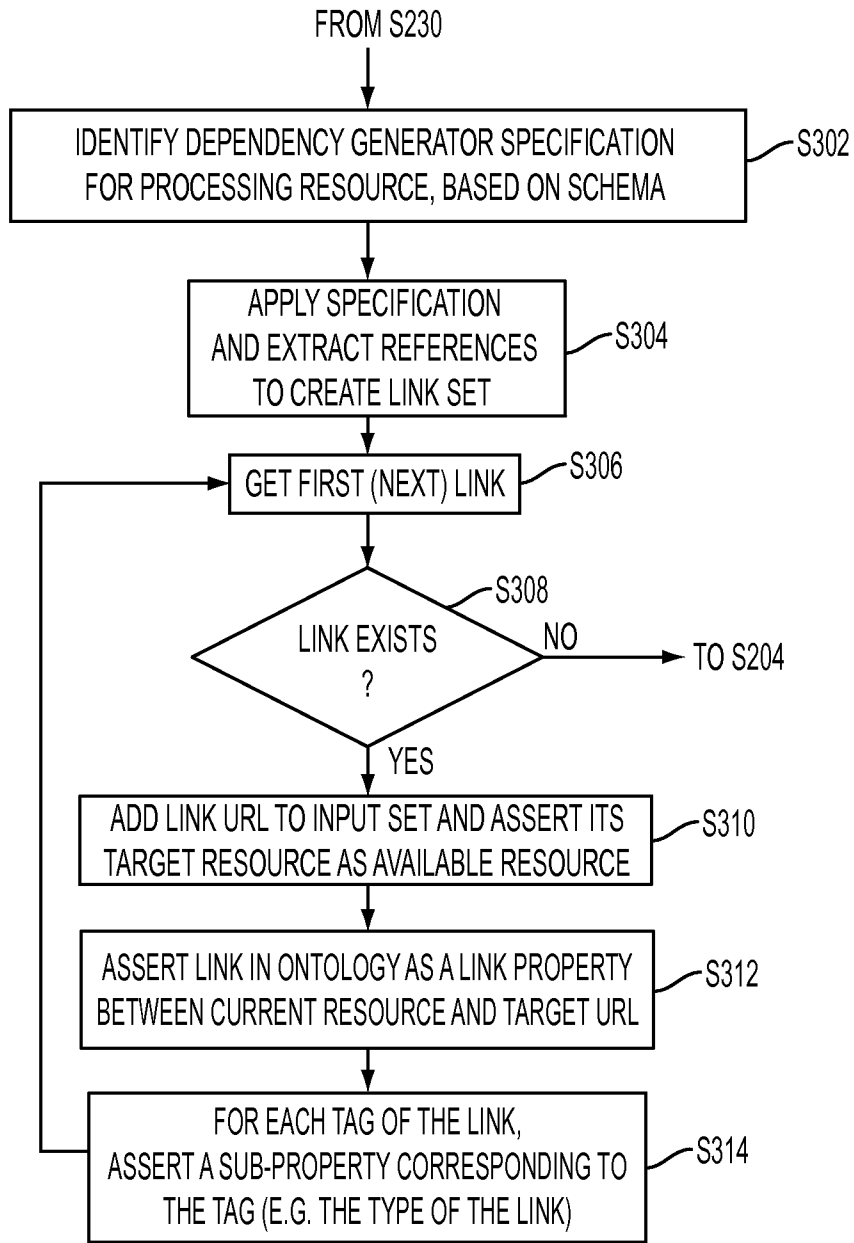 FROM S230
IDENTIFY DEPENDENCY GENERATOR SPECIFICATION
FOR PROCESSING RESOURCE, BASED ON SCHEMA
S302
APPLY SPECIFICATION
AND EXTRACT REFERENCES
TO CREATE LINK SET
S304
GET FIRST (NEXT) LINK
S306
LINK EXISTS
?
S308
NO
TO S204
YES
ADD LINK URL TO INPUT SET AND ASSERT ITS
TARGET RESOURCE AS AVAILABLE RESOURCE
S310
ASSERT LINK IN ONTOLOGY AS A LINK PROPERTY
BETWEEN CURRENT RESOURCE AND TARGET URL
S312
FOR EACH TAG OF THE LINK,
ASSERT A SUB-PROPERTY CORRESPONDING TO
THE TAG (E.G. THE TYPE OF THE LINK)
S314